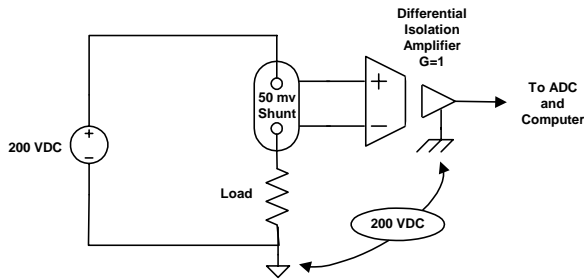 Differential
Isolation
Amplifier
G=1
+
50 mv
Shunt
−
To ADC
and
Computer
+
−
200 VDC
Load
200 VDC